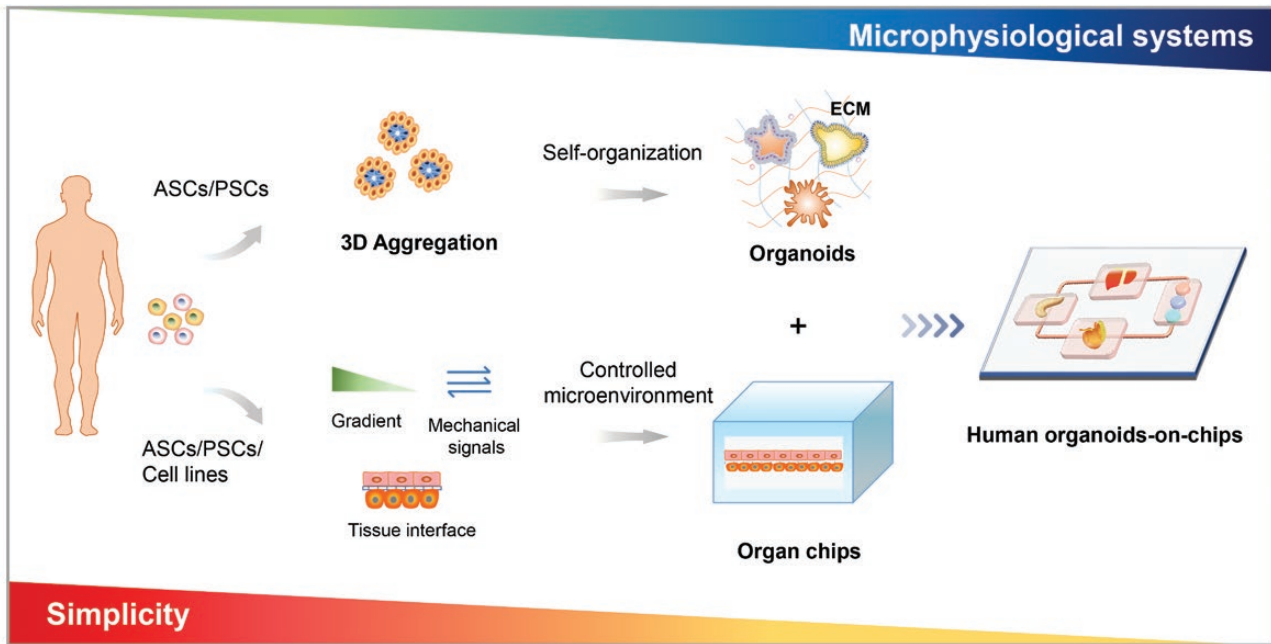 Microphysiological systems
ASCs/PSCs
3D Aggregation
Self-organization
ECM
Organoids
+
ASCs/PSCs/
Cell lines
Gradient
Mechanical
signals
Tissue interface
Controlled
microenvironment
Organ chips
Human organoids-on-chips
Simplicity